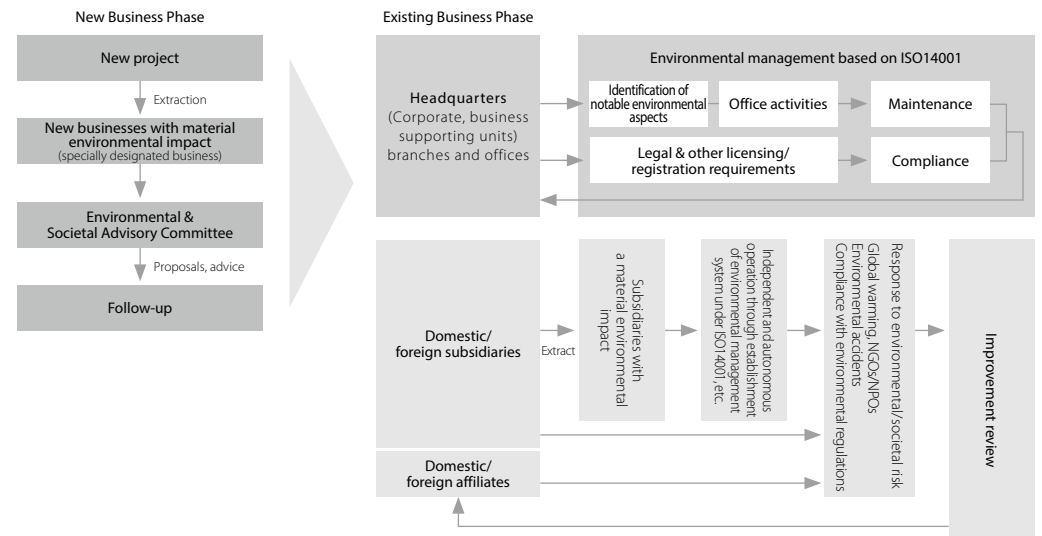 New Business Phase
New project
Extraction
New businesses with material
environmental impact
(specially designated business)
Environmental &
Societal Advisory Committee
Proposals, advice
Follow-up
Existing Business Phase
Headquarters
(Corporate, business
supporting units)
branches and offices
Environmental management based on ISO14001
Identification of
notable environmental
aspects
Office activities
Maintenance
Legal & other licensing/
registration requirements
Compliance
Domestic/
foreign subsidiaries
Extract
Subsidiaries with
a material environmental
impact
Independent and autonomous
operation through establishment
of environmental management
system under ISO14001, etc.
Response to environmental/societal risk
Global warming, NGOs/NPOs
Environmental accidents
Compliance with environmental regulations
Improvement review
Domestic/
foreign affiliates